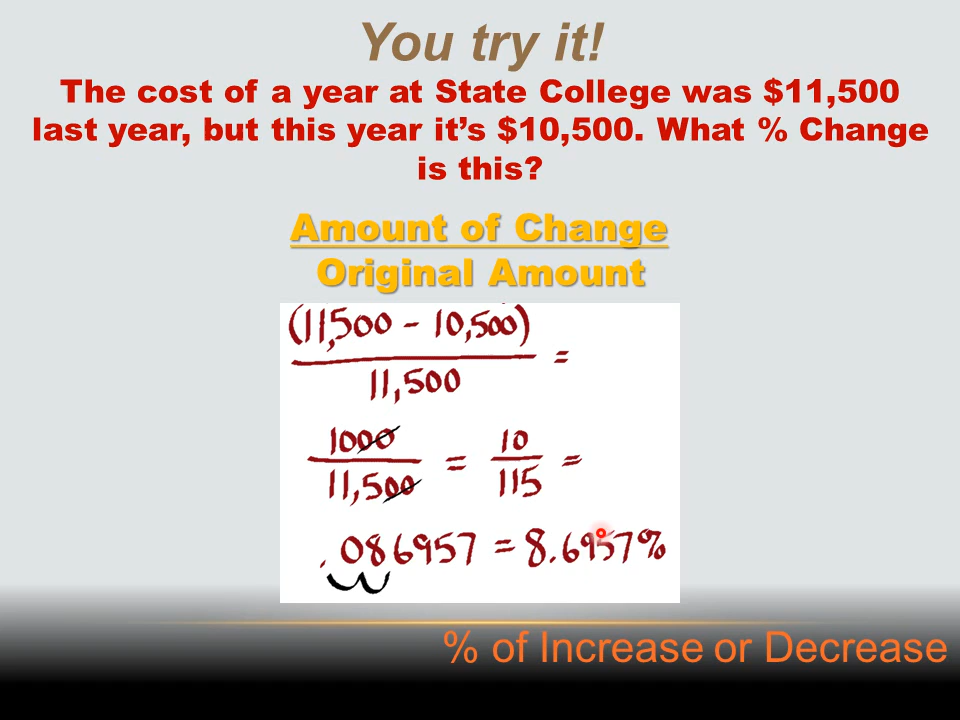 You try it!
The cost of a year at State College was $11,500
last year, but this year it’s $10,500. What % Change
is this?
Amount of Change
Original Amount
(11,500 - 10,500)
=
11,500
1000 = 10 =
11,500 115
.086957 = 8.6957%
% of Increase or Decrease